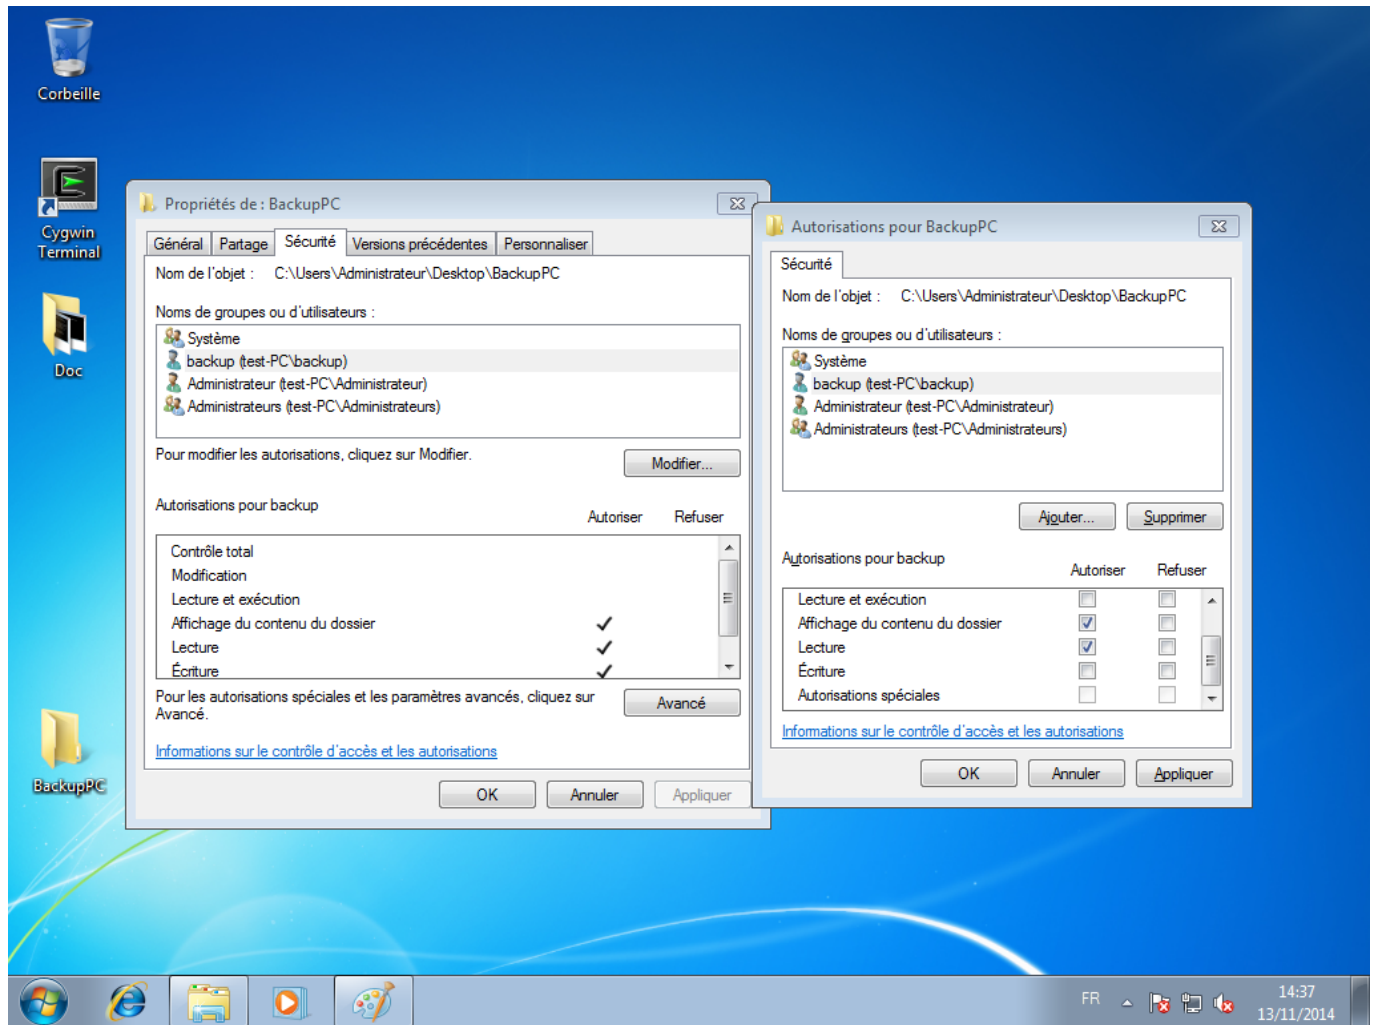 Corbeille
Cygwin
Terminal
Doc
BackupPC
Propriétés de : BackupPC
Général Partage Sécurité Versions précédentes Personnaliser
Nom de l'objet : C:\Users\Administrateur\Desktop\BackupPC
Noms de groupes ou d'utilisateurs :
Système
backup (test-PC\backup)
Administrateur (test-PC\Administrateur)
Administrateurs (test-PC\Administrateurs)
Pour modifier les autorisations, cliquez sur Modifier.
Modifier...
Autorisations pour backup
Autoriser Refuser
Contrôle total
Modification
Lecture et exécution
Affichage du contenu du dossier
Lecture
Écriture
Pour les autorisations spéciales et les paramètres avancés, cliquez sur
Avancé.
Avancé
Informations sur le contrôle d'accès et les autorisations
OK Annuler Appliquer
Autorisations pour BackupPC
Sécurité
Nom de l'objet : C:\Users\Administrateur\Desktop\BackupPC
Noms de groupes ou d'utilisateurs :
Système
backup (test-PC\backup)
Administrateur (test-PC\Administrateur)
Administrateurs (test-PC\Administrateurs)
Ajouter... Supprimer
Autorisations pour backup
Autoriser Refuser
Lecture et exécution
Affichage du contenu du dossier
Lecture
Écriture
Autorisations spéciales
Informations sur le contrôle d'accès et les autorisations
OK Annuler Appliquer
FR
14:37
13/11/2014